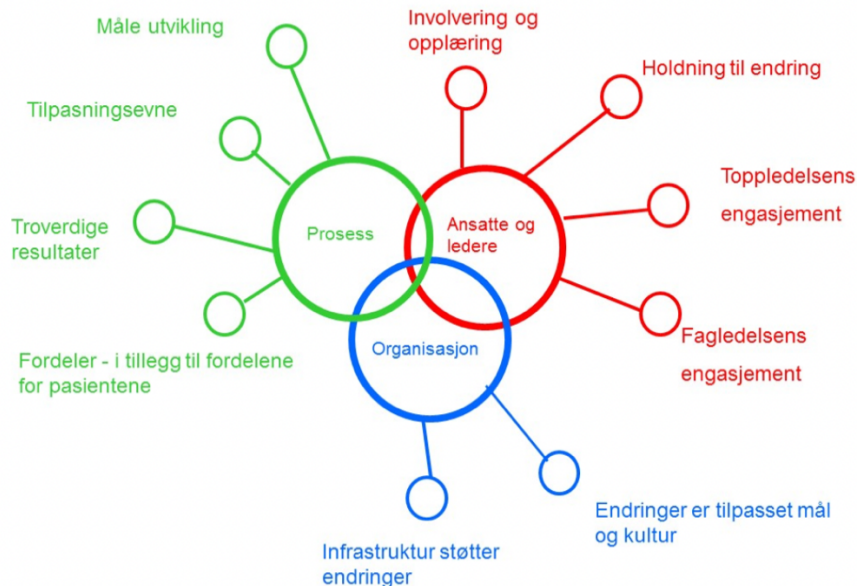 Måle utvikling
Tilpasningsevne
Troverdige
resultater
Fordeler - i tillegg til fordelene
for pasientene
Prosess
Involvering og
opplæring
Holdning til endring
Toppledelsens
engasjement
Fagledelsens
engasjement
Ansatte og
ledere
Organisasjon
Infrastruktur støtter
endringer
Endringer er tilpasset mål
og kultur